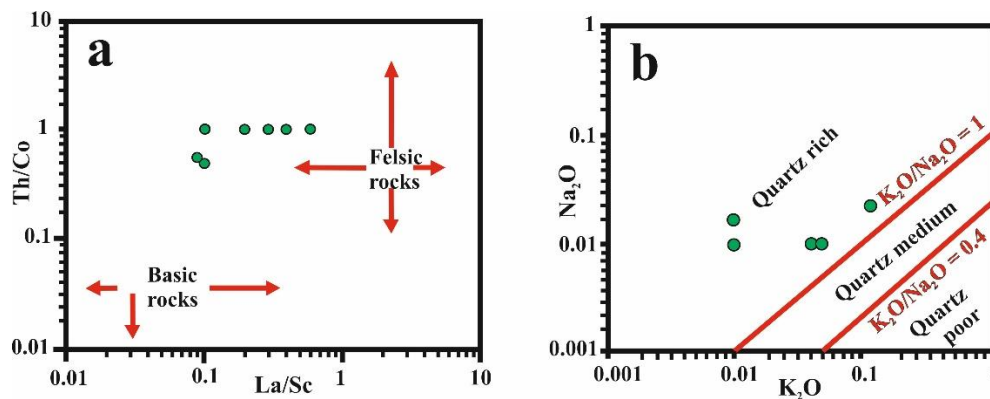 a
10
1
0.1
0.01
Th/Co
0.01
0.1
1
10
La/Sc
Felsic
rocks
Basic
rocks
b
1
0.1
0.01
0.001
Na₂O
0.001
0.01
0.1
K₂O
Quartz rich
K₂O/Na₂O = 1
Quartz medium
K₂O/Na₂O = 0.4
Quartz
poor